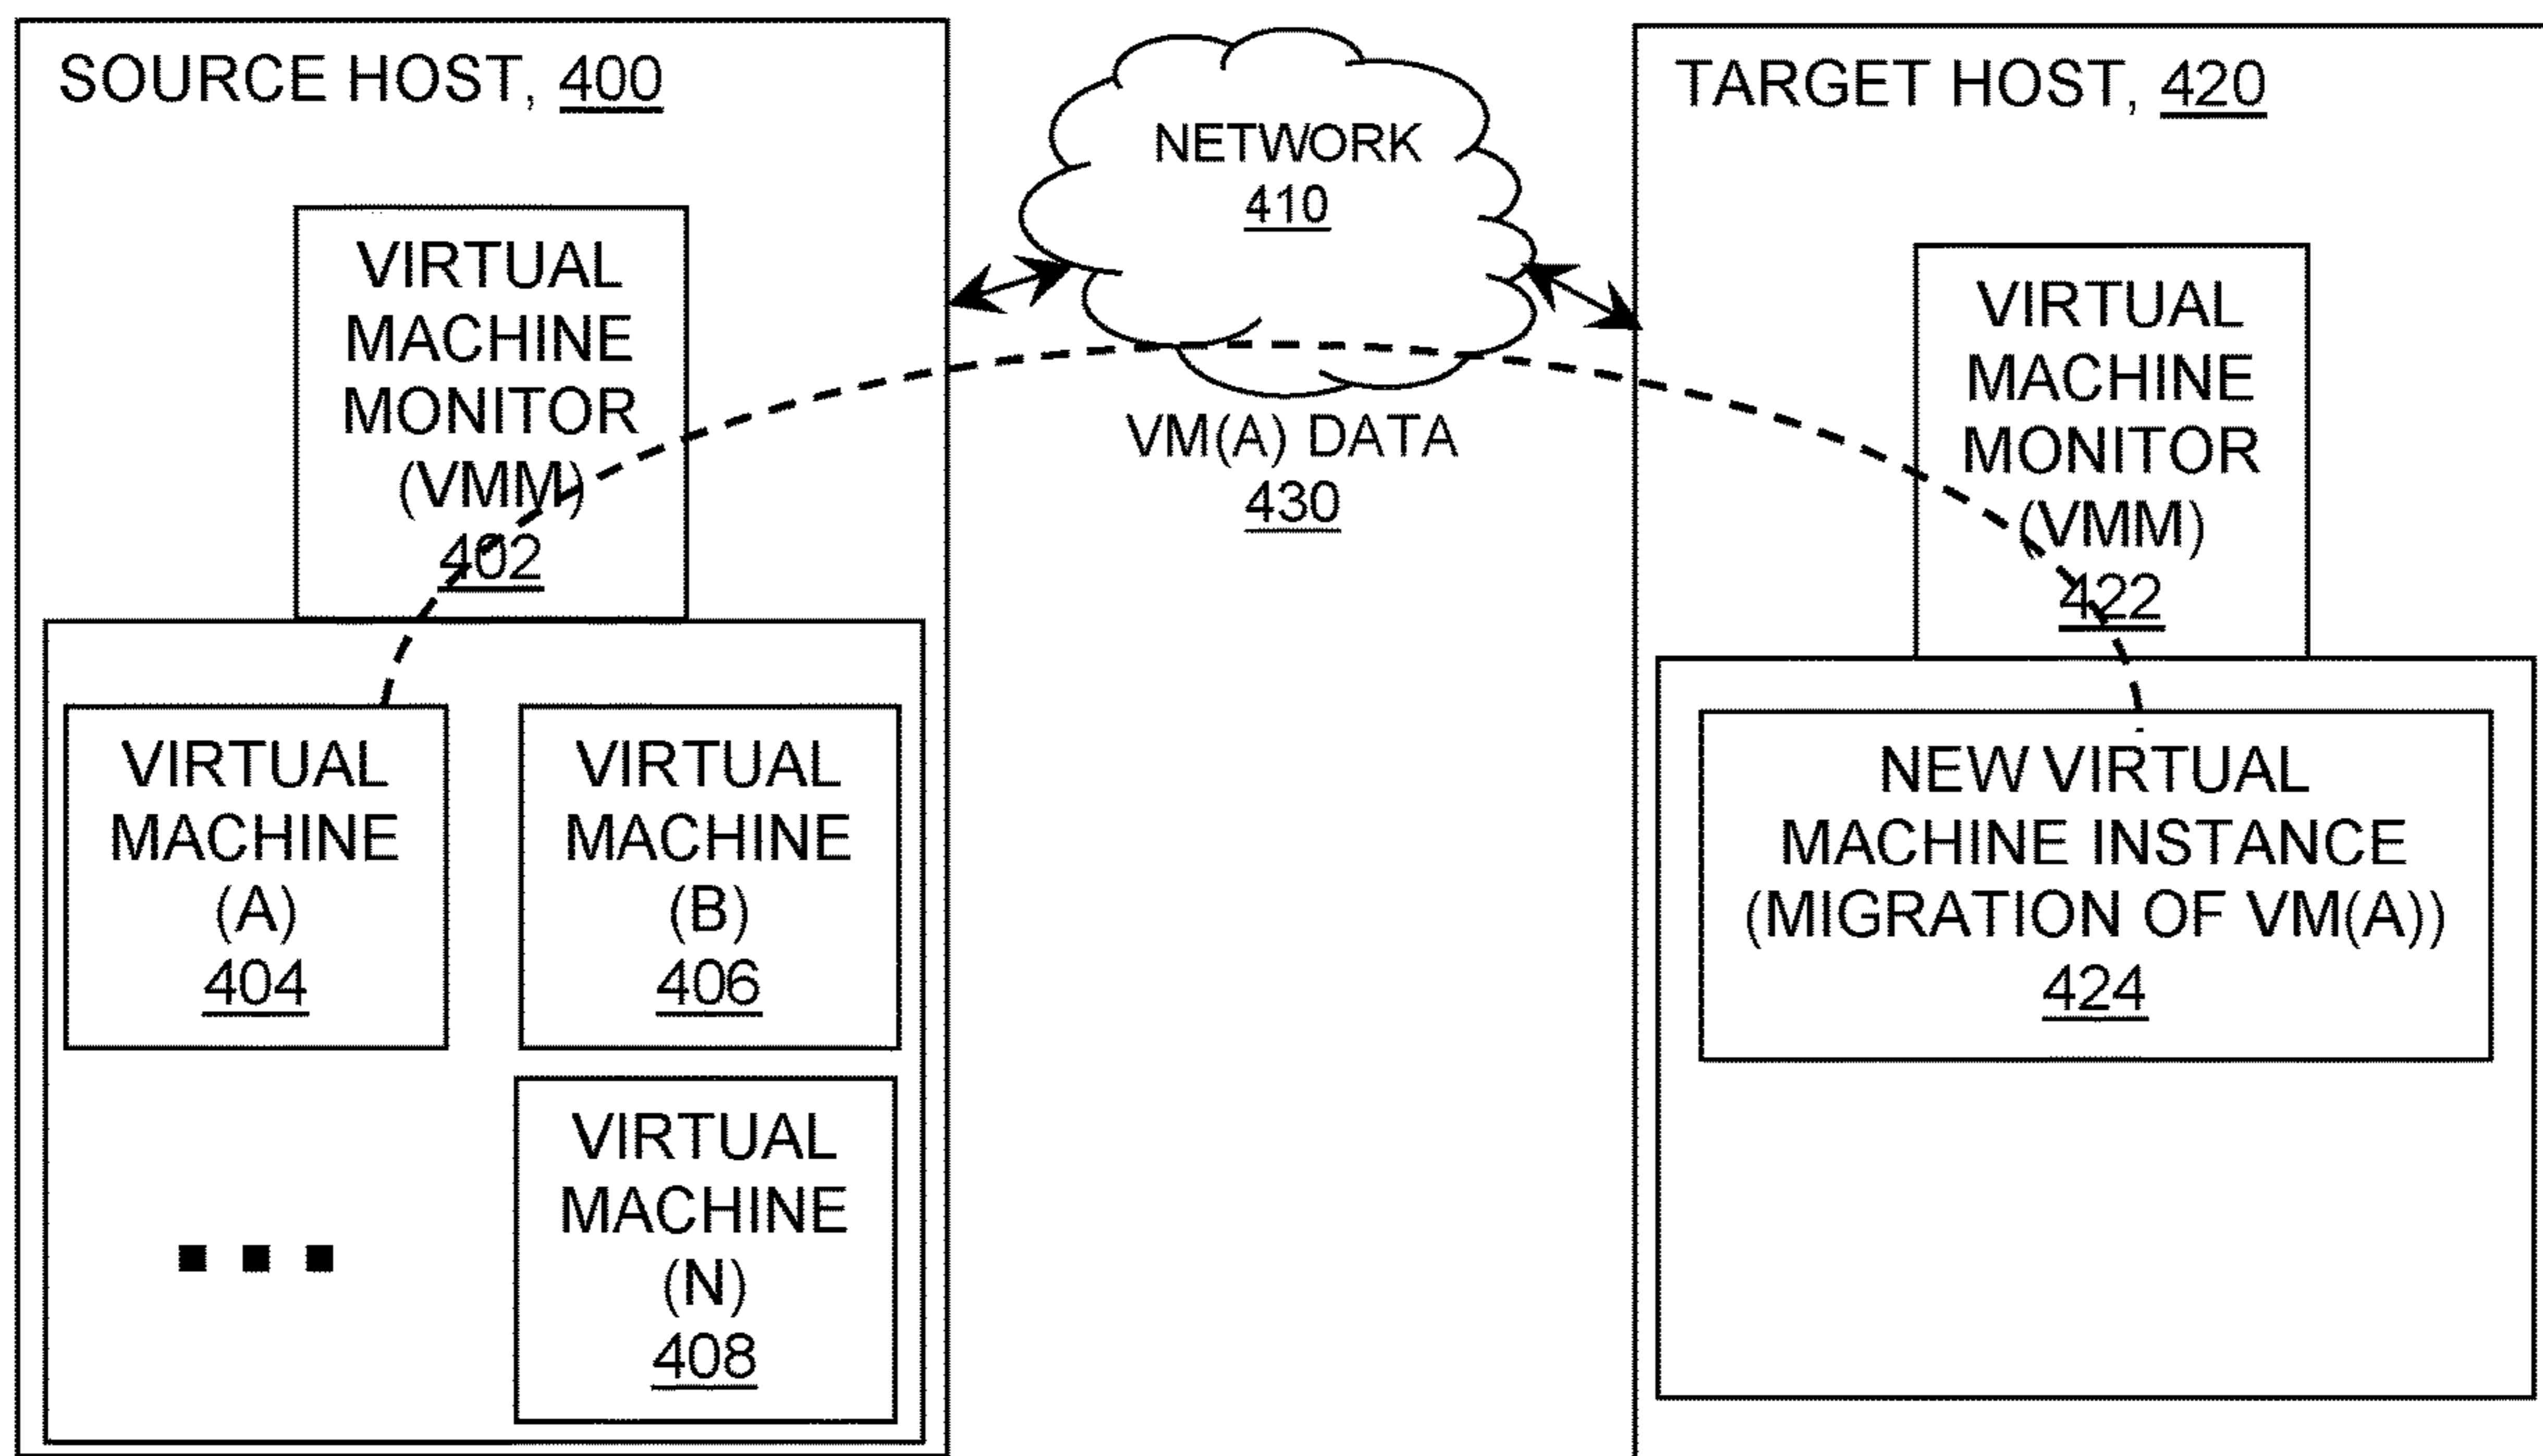 SOURCE HOST, 400
VIRTUAL
MACHINE
MONITOR
(VMM)
402
VIRTUAL
MACHINE
(A)
404
VIRTUAL
MACHINE
(B)
406
VIRTUAL
MACHINE
(N)
408
NETWORK
410
VM(A) DATA
430
TARGET HOST, 420
VIRTUAL
MACHINE
MONITOR
(VMM)
422
NEW VIRTUAL
MACHINE INSTANCE
(MIGRATION OF VM(A))
424